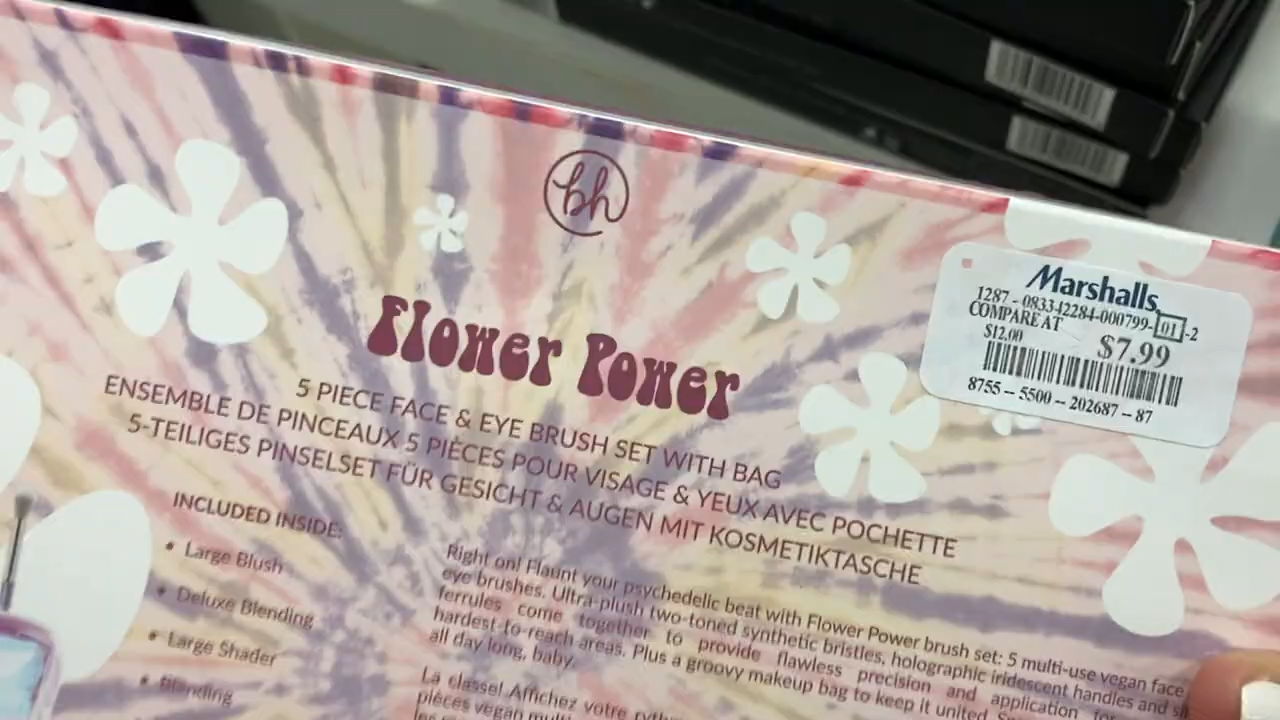 bh
Marshalls
1287 - 083342284-000799-01-2
COMPARE AT
$12.00
$7.99
8755 -- 5500 -- 202687 -- 87
Flower Power
5 PIECE FACE & EYE BRUSH SET WITH BAG
ENSEMBLE DE PINCEAUX 5 PIÈCES POUR VISAGE & YEUX AVEC POCHETTE
5-TEILIGES PINSELSET FÜR GESICHT & AUGEN MIT KOSMETIKTASCHE
INCLUDED INSIDE:
• Large Blush
• Deluxe Blending
• Large Shader
• Blending
Right on! Flaunt your psychedelic beat with Flower Power brush set: 5 multi-use vegan face
eye brushes. Ultra-plush two-toned synthetic bristles, holographic iridescent handles and
ferrules come together to provide flawless precision and application
hardest-to-reach areas. Plus a groovy makeup bag to keep it united.
all day long, baby.
La classe! Affichez votre
pièces vegan